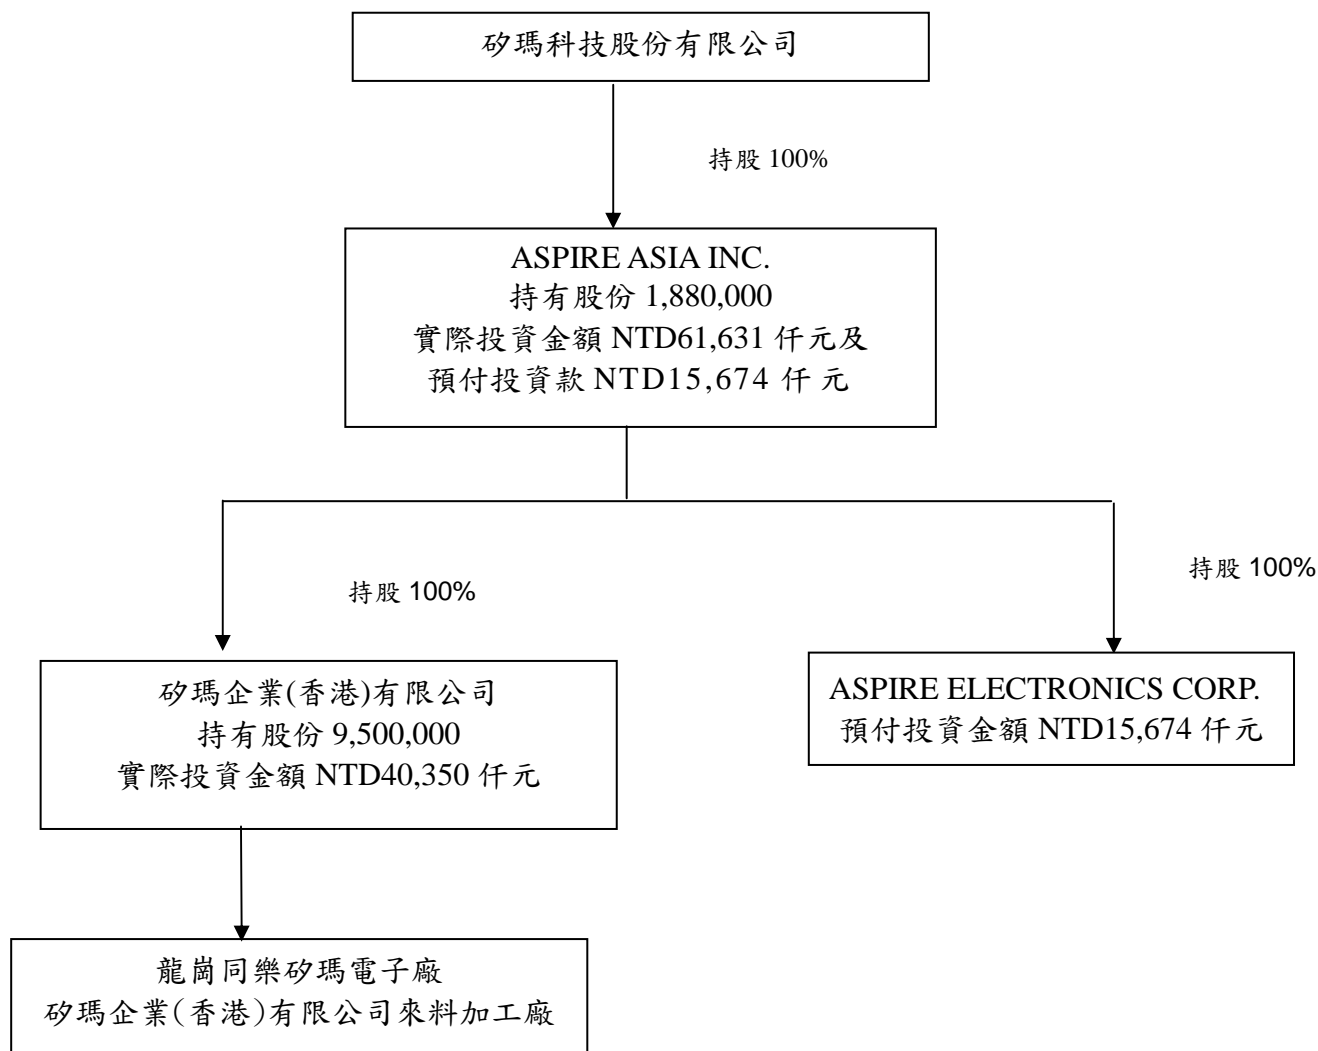 矽瑪科技股份有限公司
持股 100%
ASPIRE ASIA INC.
持有股份 1,880,000
實際投資金額 NTD61,631 仟元及
預付投資款 NTD15,674 仟元
持股 100%
持股 100%
矽瑪企業(香港)有限公司
持有股份 9,500,000
實際投資金額 NTD40,350 仟元
ASPIRE ELECTRONICS CORP.
預付投資金額 NTD15,674 仟元
龍崗同樂矽瑪電子廠
矽瑪企業(香港)有限公司來料加工廠